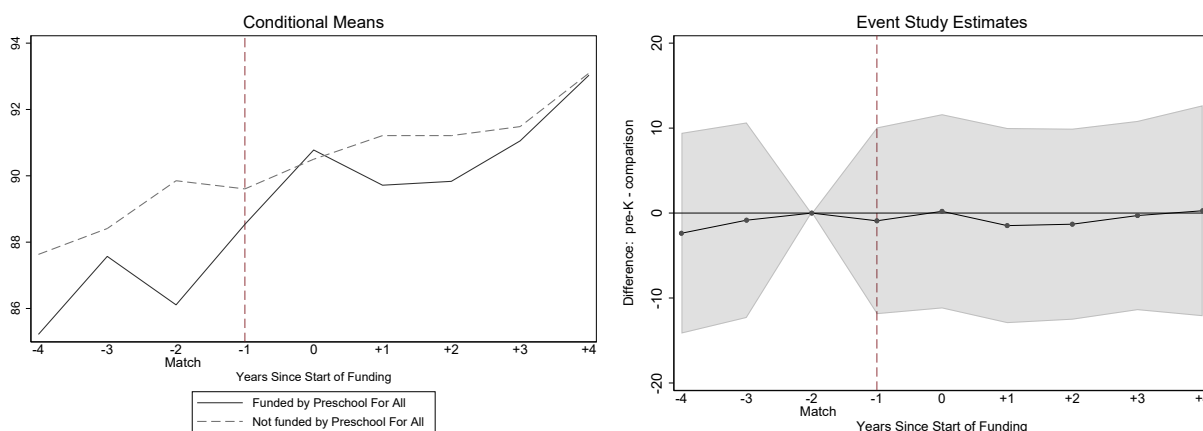 Conditional Means
94
92
90
88
86
-4 -3 -2 -1 0 +1 +2 +3 +4
Match
Years Since Start of Funding
Funded by Preschool For All
Not funded by Preschool For All
Event Study Estimates
Difference: pre-K - comparison
20
10
0
-10
-20
-4 -3 -2 -1 0 +1 +2 +3
Match
Years Since Start of Funding